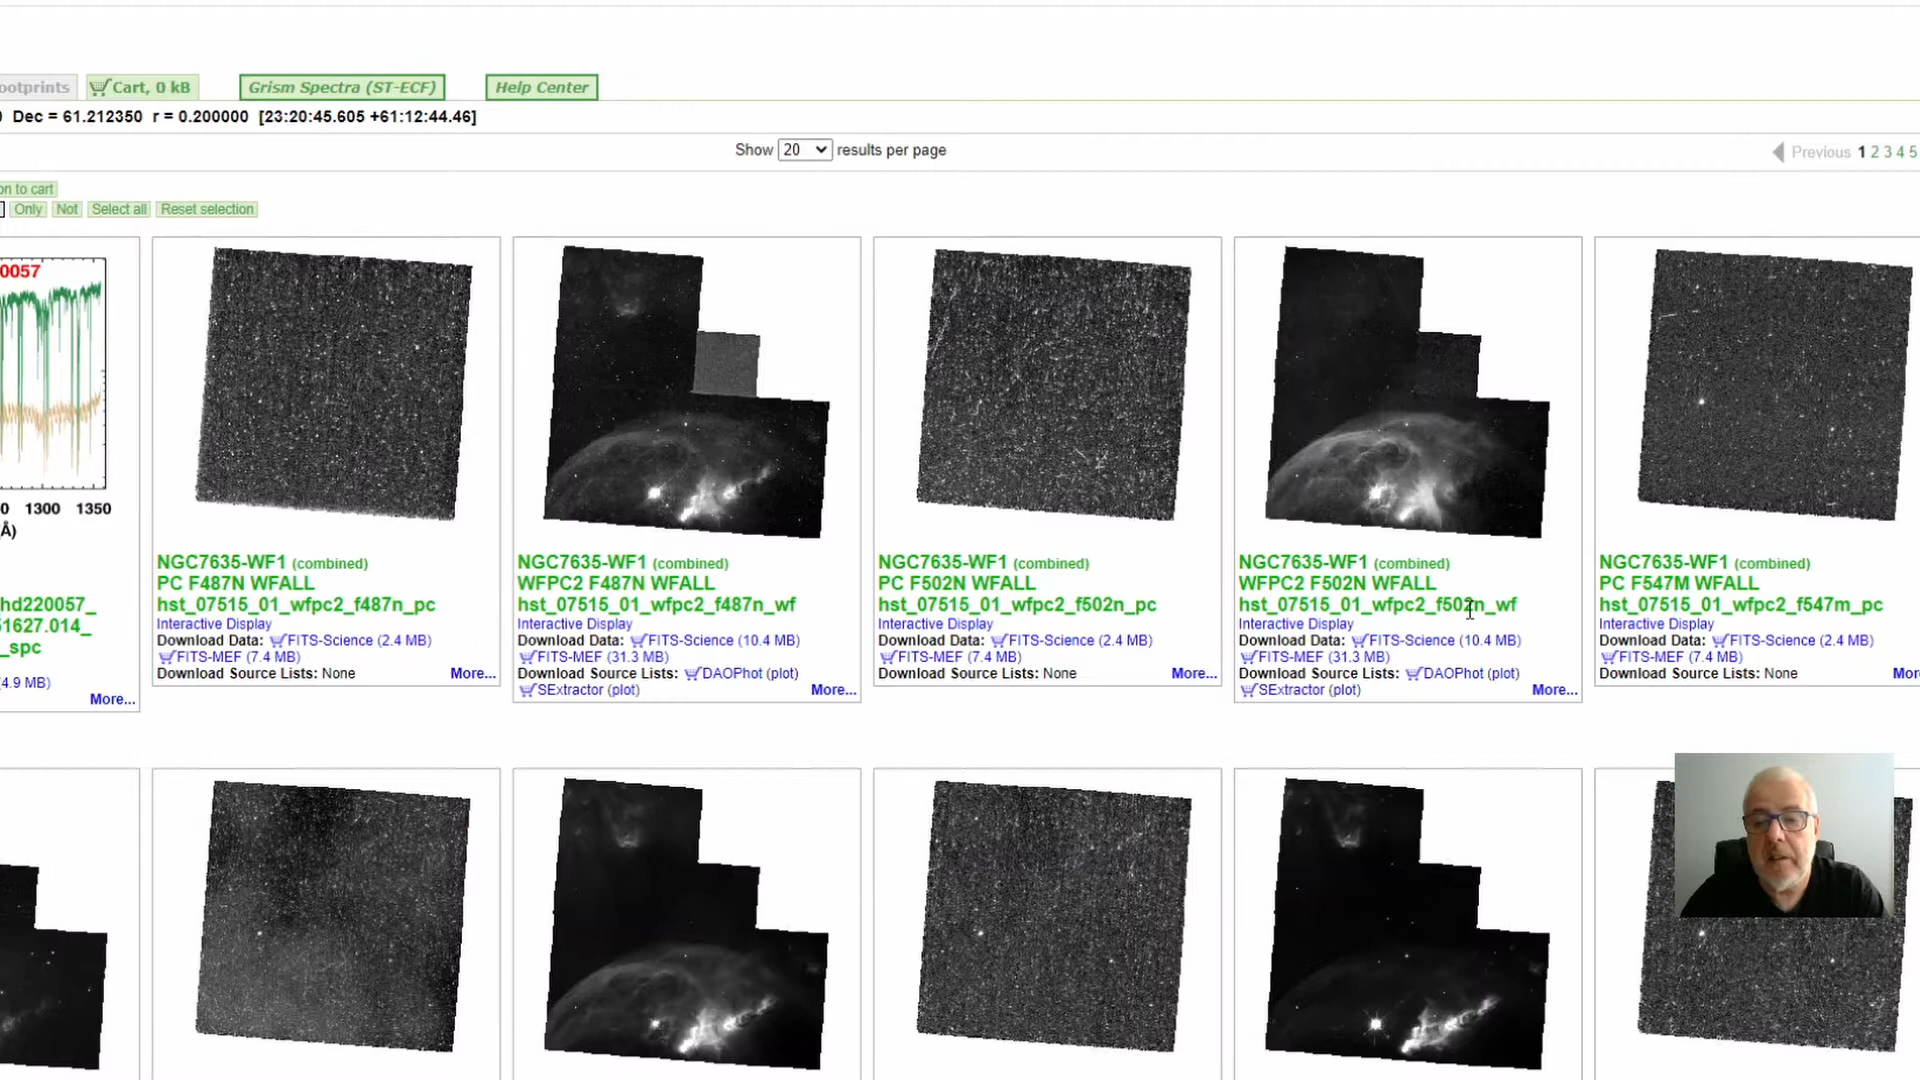 ootprints
Cart, 0 kB
Grism Spectra (ST-ECF)
Help Center
Dec = 61.212350 r = 0.200000 [23:20:45.605 +61:12:44.46]
Show 20 results per page
Previous 1 2 3 4 5
on to cart
Only Not Select all Reset selection
0057
0 1300 1350
(Å)
hd220057_
51627.014_
_spc
(4.9 MB)
More...
NGC7635-WF1 (combined)
PC F487N WFALL
hst_07515_01_wfpc2_f487n_pc
Interactive Display
Download Data: FITS-Science (2.4 MB)
FITS-MEF (7.4 MB)
Download Source Lists: None
More...
NGC7635-WF1 (combined)
WFPC2 F487N WFALL
hst_07515_01_wfpc2_f487n_wf
Interactive Display
Download Data: FITS-Science (10.4 MB)
FITS-MEF (31.3 MB)
Download Source Lists: DAOPhot (plot)
SExtractor (plot)
More...
NGC7635-WF1 (combined)
PC F502N WFALL
hst_07515_01_wfpc2_f502n_pc
Interactive Display
Download Data: FITS-Science (2.4 MB)
FITS-MEF (7.4 MB)
Download Source Lists: None
More...
NGC7635-WF1 (combined)
WFPC2 F502N WFALL
hst_07515_01_wfpc2_f502n_wf
Interactive Display
Download Data: FITS-Science (10.4 MB)
FITS-MEF (31.3 MB)
Download Source Lists: DAOPhot (plot)
SExtractor (plot)
More...
NGC7635-WF1 (combined)
PC F547M WFALL
hst_07515_01_wfpc2_f547m_pc
Interactive Display
Download Data: FITS-Science (2.4 MB)
FITS-MEF (7.4 MB)
Download Source Lists: None
Mor